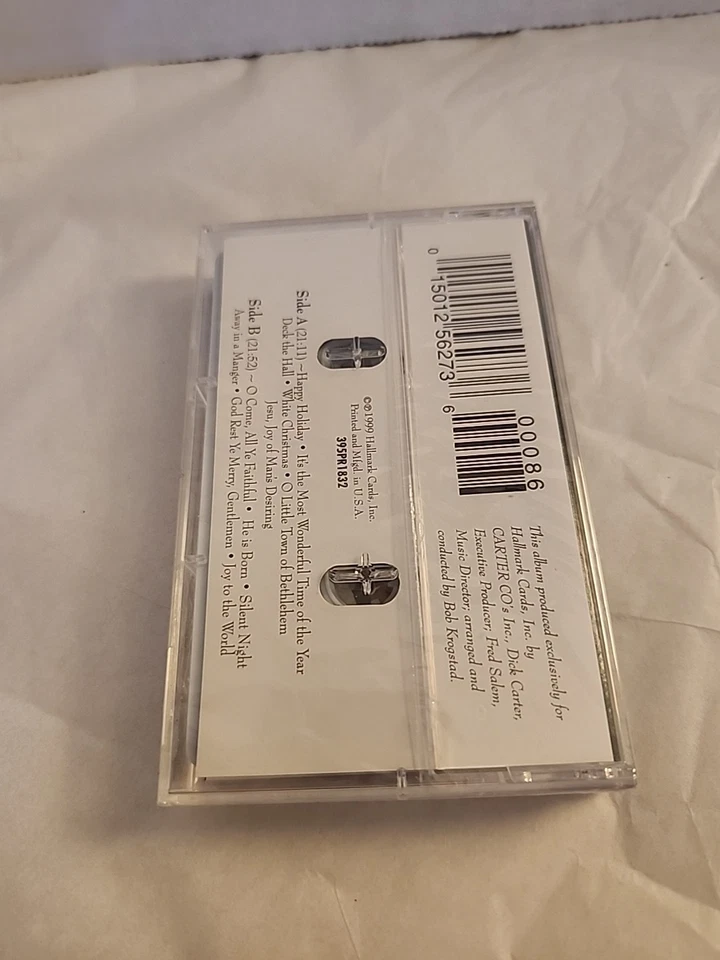 0 15012 56273 6
00086
This album produced exclusively for
Hallmark Cards, Inc. by
CARTER CO's Inc., Dick Carter,
Executive Producer; Fred Salem,
Music Director; arranged and
conducted by Bob Krogstad.
©℗1999 Hallmark Cards, Inc.
Printed and Mfgd. in U.S.A.
395PR1832
Side A (21:11) ~ Happy Holiday • It's the Most Wonderful Time of the Year
Deck the Hall • White Christmas • O Little Town of Bethlehem
Jesu, Joy of Man's Desiring
Side B (21:52) ~ O Come, All Ye Faithful • He is Born • Silent Night
Away in a Manger • God Rest Ye Merry, Gentlemen • Joy to the World